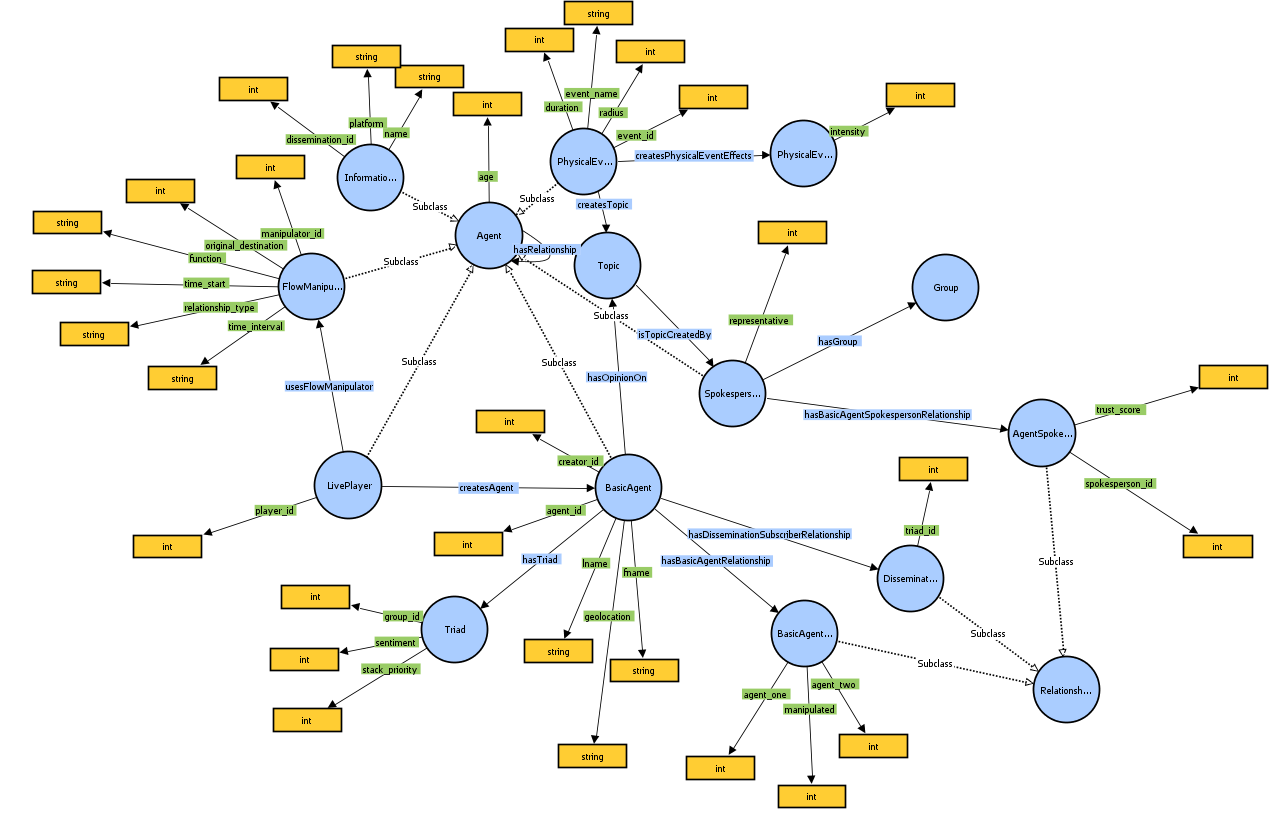 string
int
string
int
string
int
int
event_name
int
int
duration
radius
platform
name
event_id
intensity
dissemination_id
PhysicalEv...
createsPhysicalEventEffects
PhysicalEv...
int
Informatio...
age
int
Subclass
Subclass
createsTopic
string
manipulator_id
int
original_destination
Agent
hasRelationship
function
Subclass
Topic
string
time_start
FlowManipu...
Group
relationship_type
Subclass
representative
string
time_interval
isTopicCreatedBy
hasGroup
Subclass
Subclass
string
usesFlowManipulator
hasOpinionOn
int
Spokespers...
trust_score
hasBasicAgentSpokespersonRelationship
int
AgentSpoke...
creator_id
int
LivePlayer
createsAgent
BasicAgent
spokesperson_id
player_id
agent_id
triad_id
hasDisseminationSubscriberRelationship
int
int
int
hasTriad
lname
fname
hasBasicAgentRelationship
Subclass
Disseminat...
int
group_id
geolocation
Triad
BasicAgent...
Subclass
sentiment
string
int
stack_priority
string
Subclass
Relationsh...
agent_one
agent_two
manipulated
int
string
int
int
int